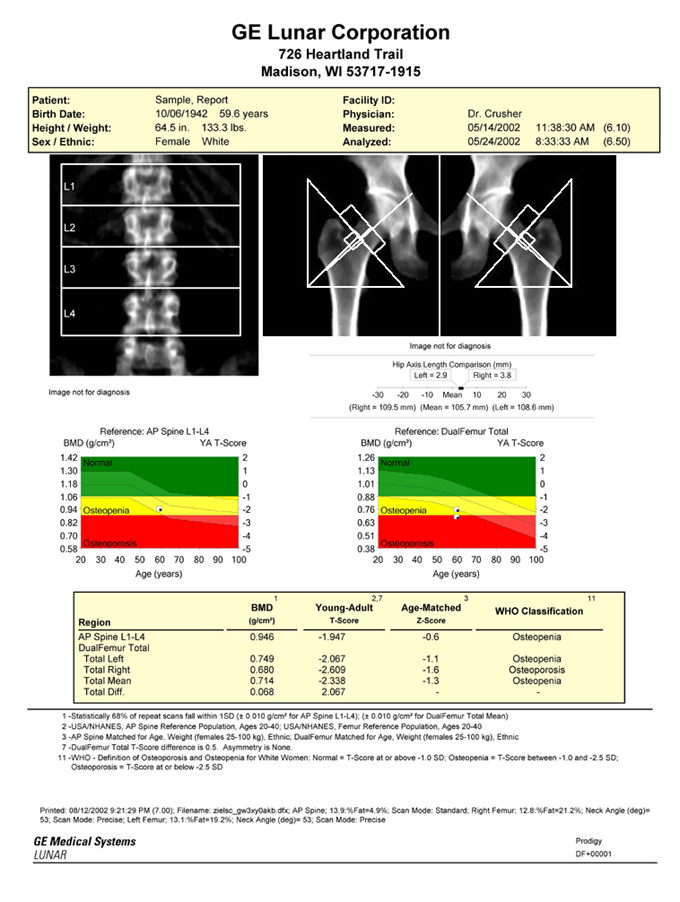 GE Lunar Corporation
726 Heartland Trail
Madison, WI 53717-1915
Patient: Sample, Report Facility ID:
Birth Date: 10/06/1942 59.6 years Physician: Dr. Crusher
Height / Weight: 64.5 in. 133.3 lbs. Measured: 05/14/2002 11:38:30 AM (6.10)
Sex / Ethnic: Female White Analyzed: 05/24/2002 8:33:33 AM (6.50)
L1
L2
L3
L4
Image not for diagnosis
Image not for diagnosis
Hip Axis Length Comparison (mm)
Left = 2.9 Right = 3.8
-30 -20 -10 Mean 10 20 30
(Right = 109.5 mm) (Mean = 105.7 mm) (Left = 108.6 mm)
Reference: AP Spine L1-L4
BMD (g/cm²) YA T-Score
1.42 2
Normal
1.30 1
1.18 0
1.06 -1
0.94 Osteopenia -2
0.82 -3
0.70 -4
Osteoporosis
0.58 -5
20 30 40 50 60 70 80 90 100
Age (years)
Reference: DualFemur Total
BMD (g/cm²) YA T-Score
1.26 2
Normal
1.13 1
1.01 0
0.88 -1
0.76 Osteopenia -2
0.63 -3
0.51 -4
Osteoporosis
0.38 -5
20 30 40 50 60 70 80 90 100
Age (years)
1 2,7 3 11
BMD Young-Adult Age-Matched WHO Classification
Region (g/cm²) T-Score Z-Score
AP Spine L1-L4 0.946 -1.947 -0.6 Osteopenia
DualFemur Total
Total Left 0.749 -2.067 -1.1 Osteopenia
Total Right 0.680 -2.609 -1.6 Osteoporosis
Total Mean 0.714 -2.338 -1.3 Osteopenia
Total Diff. 0.068 2.067 - -
1 -Statistically 68% of repeat scans fall within 1SD (± 0.010 g/cm² for AP Spine L1-L4); (± 0.010 g/cm² for DualFemur Total Mean)
2 -USA/NHANES, AP Spine Reference Population, Ages 20-40; USA/NHANES, Femur Reference Population, Ages 20-40
3 -AP Spine Matched for Age, Weight (females 25-100 kg), Ethnic; DualFemur Matched for Age, Weight (females 25-100 kg), Ethnic
7 -DualFemur Total T-Score difference is 0.5. Asymmetry is None.
11 -WHO - Definition of Osteoporosis and Osteopenia for White Women: Normal = T-Score at or above -1.0 SD; Osteopenia = T-Score between -1.0 and -2.5 SD;
Osteoporosis = T-Score at or below -2.5 SD
Printed: 08/12/2002 9:21:29 PM (7.00); Filename: zielsc_gw3xy0akb.dfx; AP Spine; 13.9:%Fat=4.9%; Scan Mode: Standard; Right Femur; 12.8:%Fat=21.2%; Neck Angle (deg)=
53; Scan Mode: Precise; Left Femur; 13.1:%Fat=19.2%; Neck Angle (deg)= 53; Scan Mode: Precise
GE Medical Systems
LUNAR
Prodigy
DF+00001